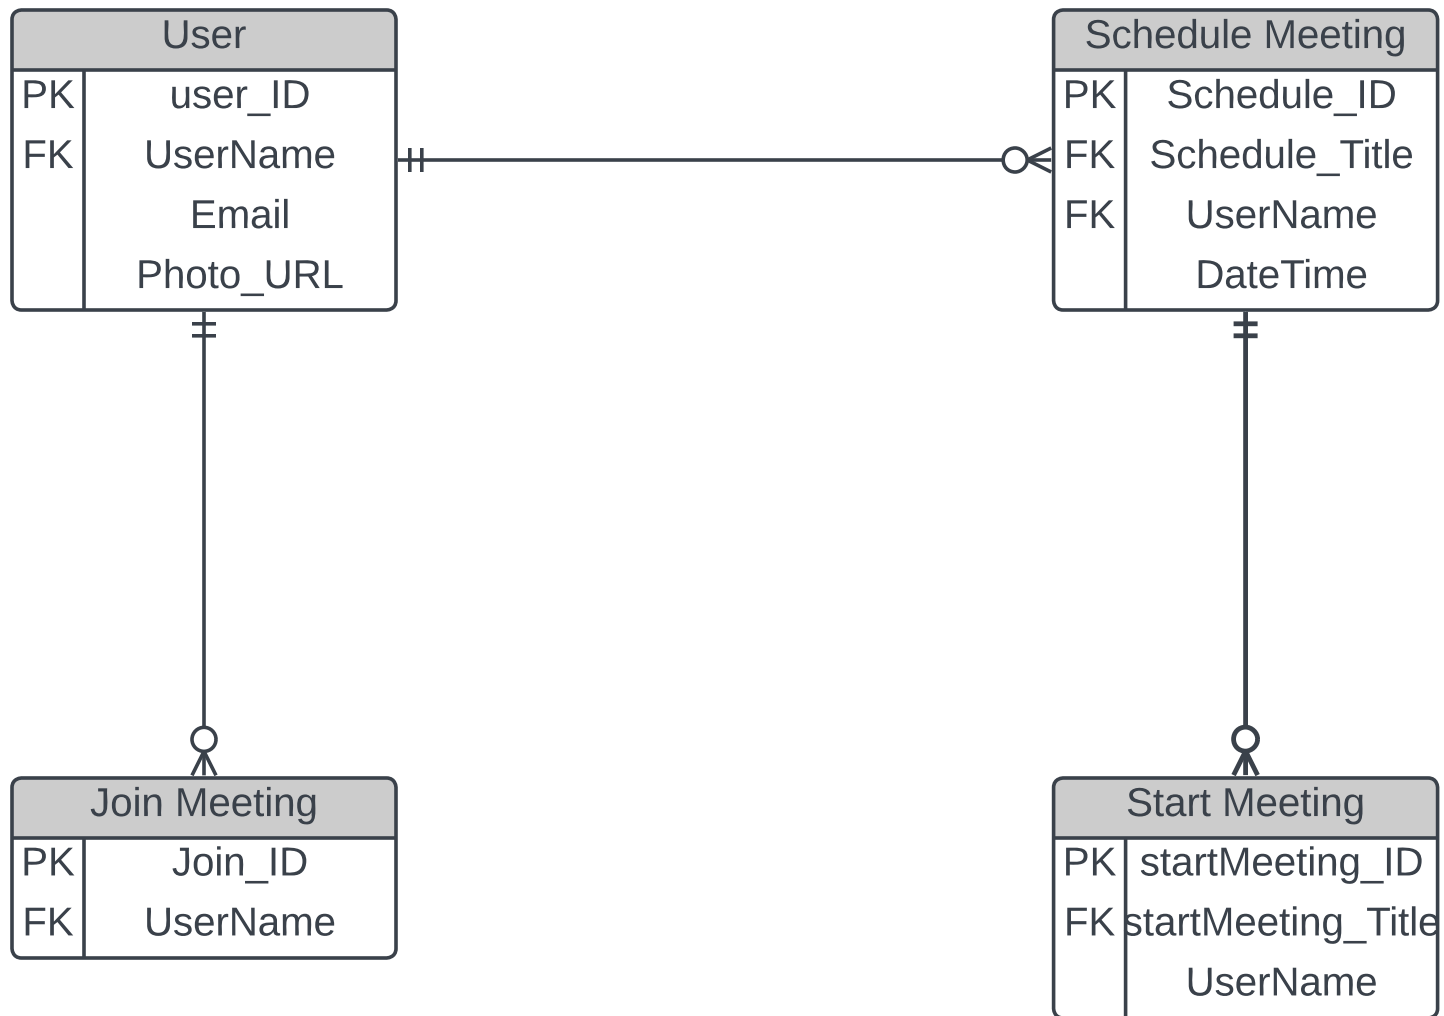 User
PK user_ID
FK UserName
Email
Photo_URL
Schedule Meeting
PK Schedule_ID
FK Schedule_Title
FK UserName
DateTime
Join Meeting
PK Join_ID
FK UserName
Start Meeting
PK startMeeting_ID
FK startMeeting_Title
UserName